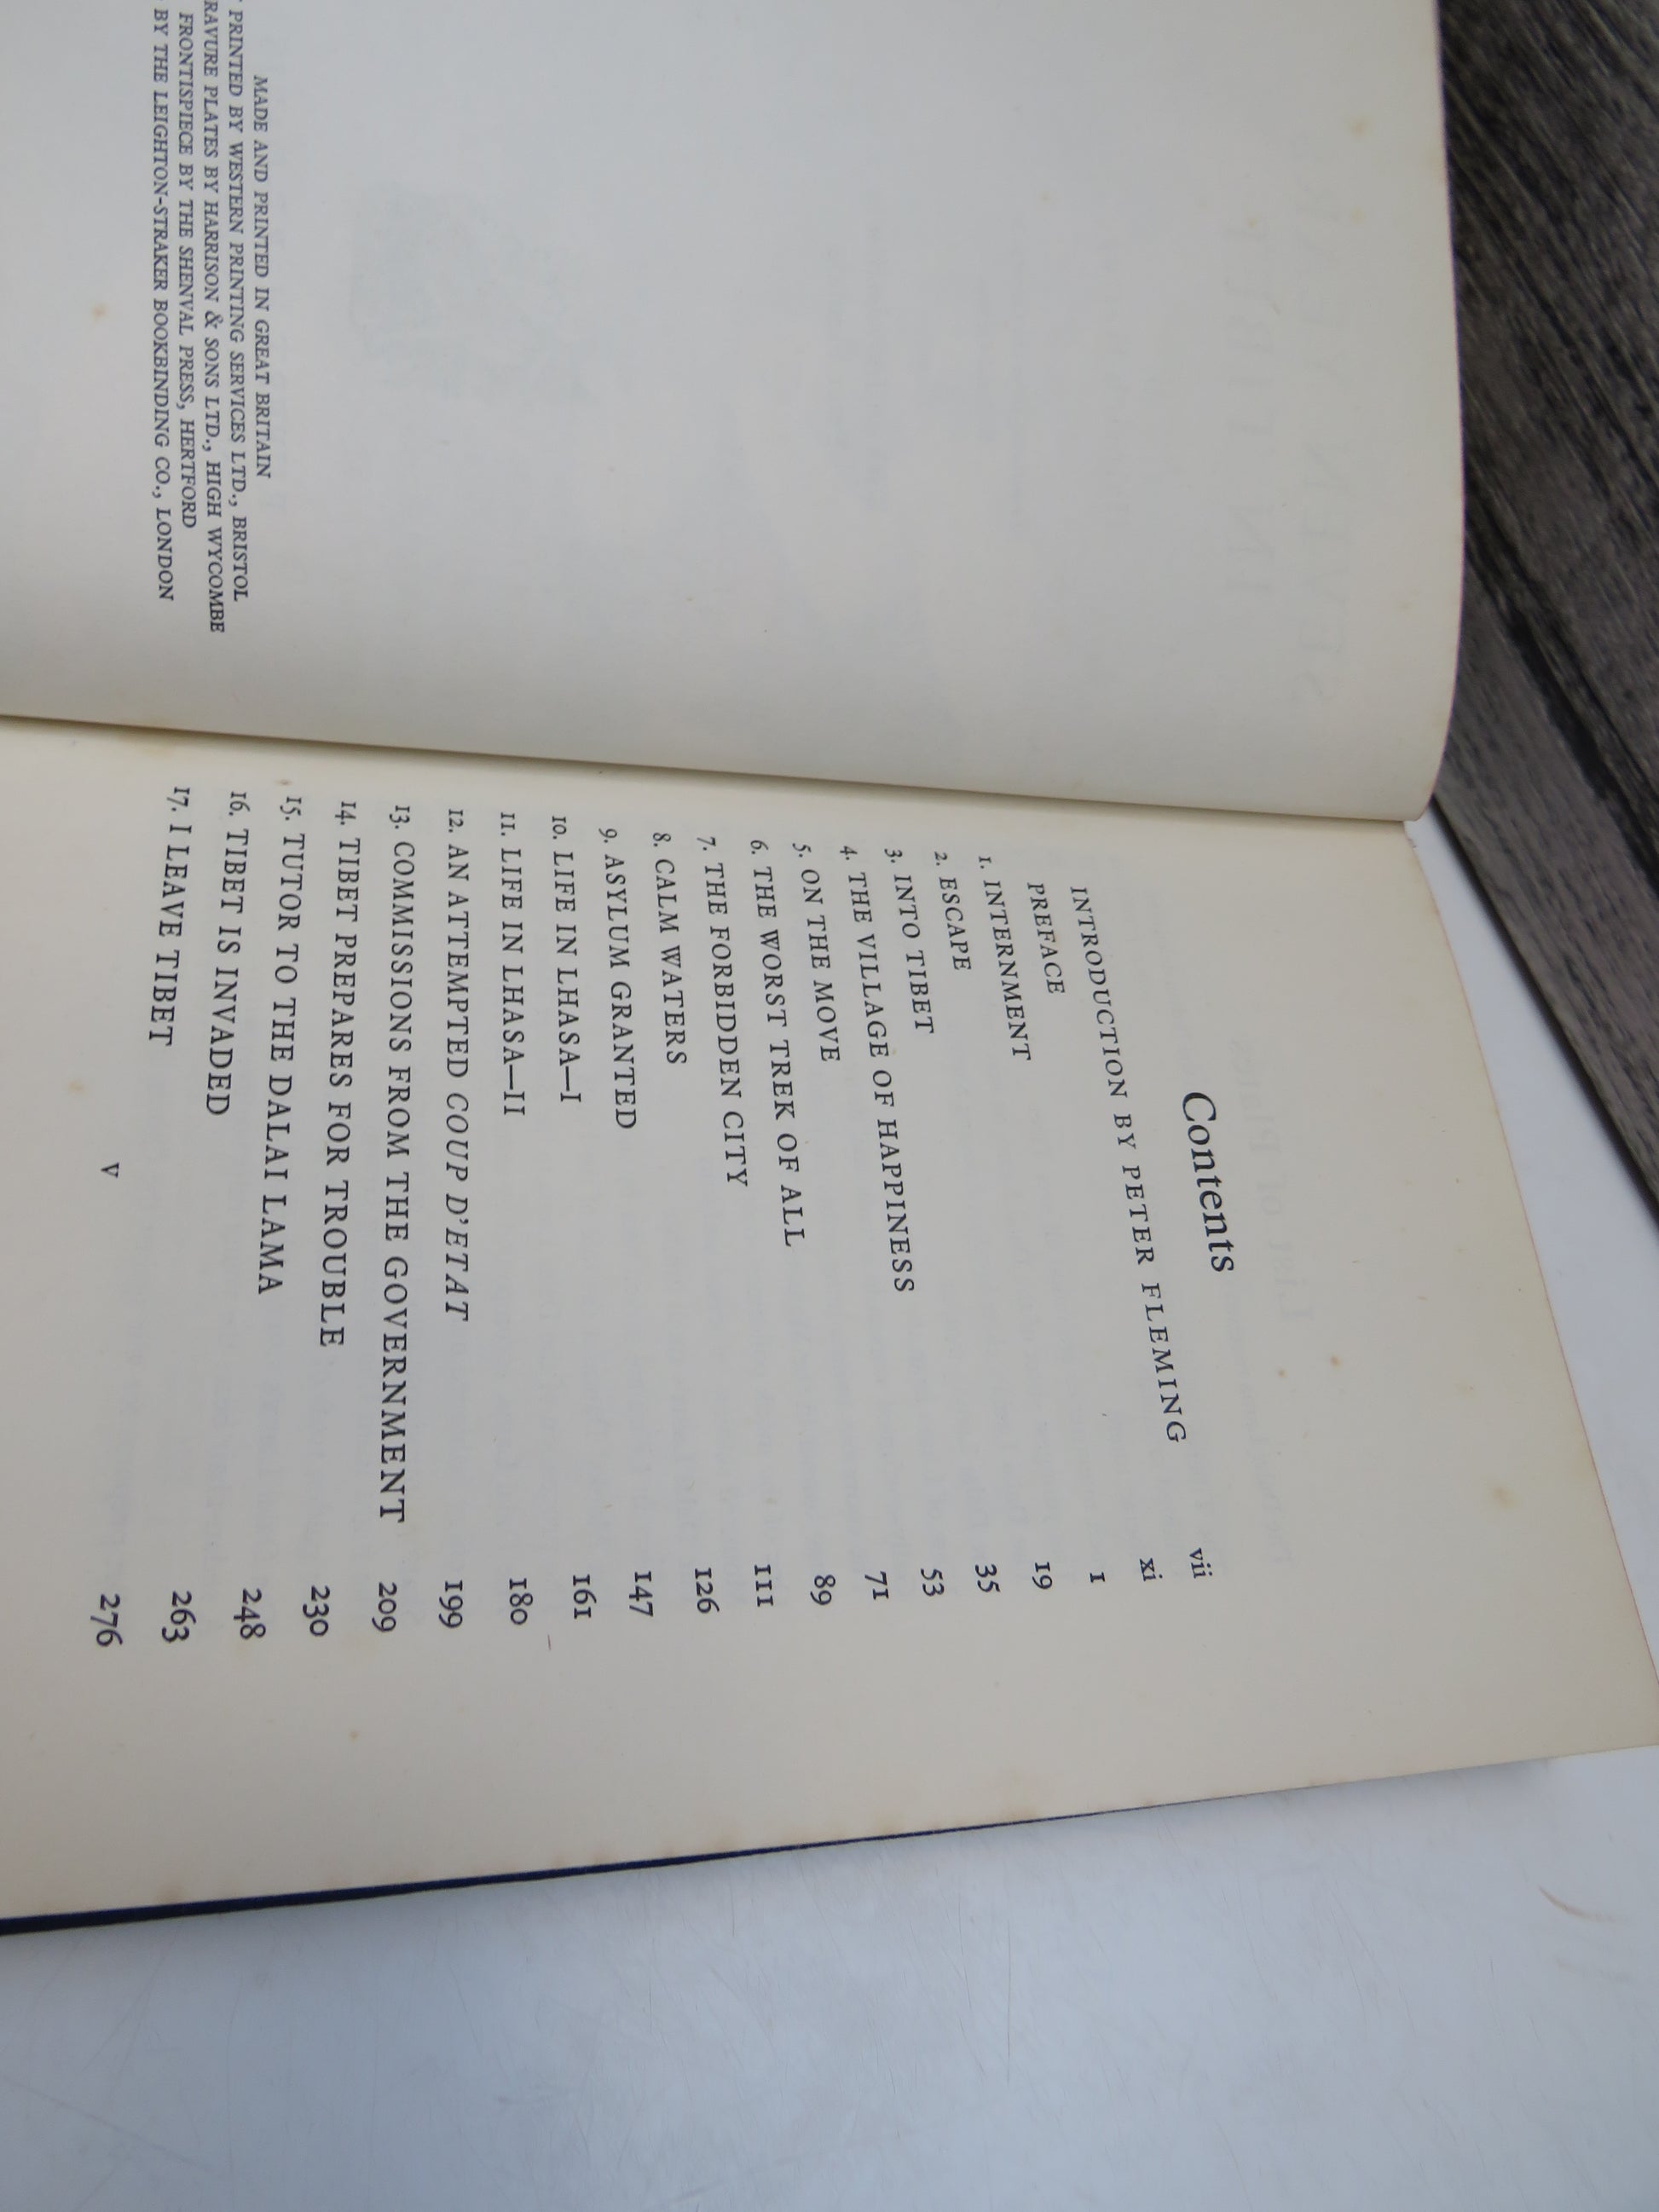 MADE AND PRINTED IN GREAT BRITAIN
PRINTED BY WESTERN PRINTING SERVICES LTD., BRISTOL
PLATES BY HARRISON & SONS LTD., HIGH WYCOMBE
FRONTISPIECE BY THE SHENVAL PRESS, HERTFORD
BY THE LEIGHTON-STRAKER BOOKBINDING CO., LONDON
Contents
INTRODUCTION BY PETER FLEMING vii
PREFACE xi
1. INTERNMENT 1
2. ESCAPE 19
3. INTO TIBET 35
4. THE VILLAGE OF HAPPINESS 53
5. ON THE MOVE 71
6. THE WORST TREK OF ALL 89
7. THE FORBIDDEN CITY 111
8. CALM WATERS 126
9. ASYLUM GRANTED 147
10. LIFE IN LHASA—I 161
11. LIFE IN LHASA—II 180
12. AN ATTEMPTED COUP D'ETAT 199
13. COMMISSIONS FROM THE GOVERNMENT 209
14. TIBET PREPARES FOR TROUBLE 230
15. TUTOR TO THE DALAI LAMA 248
16. TIBET IS INVADED 263
17. I LEAVE TIBET 276
v